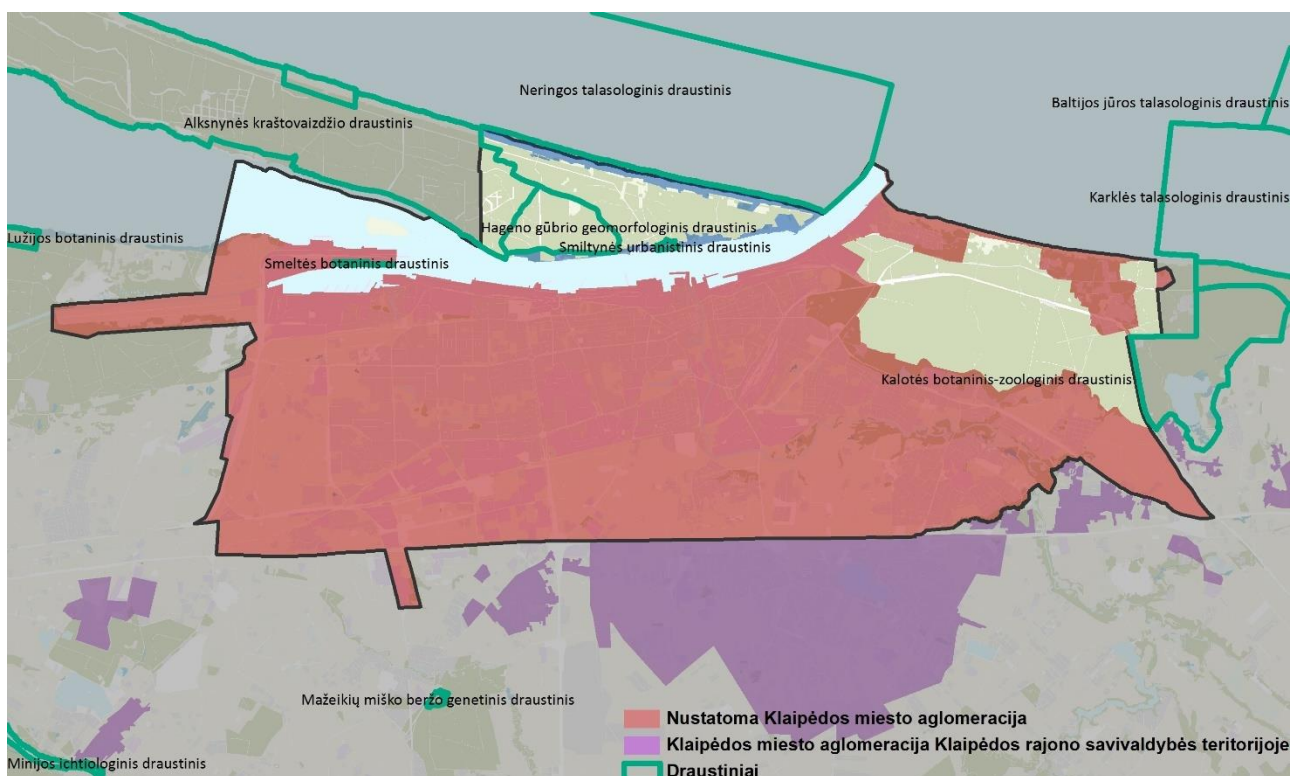 Neringos talasologinis draustinis
Baltijos jūros talasologinis draustinis
Alksnynės kraštovaizdžio draustinis
Karklės talasologinis draustinis
Hageno gūbrio geomorfologinis draustinis
Lužijos botaninis draustinis
Smiltynės urbanistinis draustinis
Smeltės botaninis draustinis
Kalotės botaninis-zoologinis draustinis
Mažeikių miško beržo genetinis draustinis
Nustatoma Klaipėdos miesto aglomeracija
Klaipėdos miesto aglomeracija Klaipėdos rajono savivaldybės teritorijoje
Minijos ichtiologinis draustinis
Draustiniai